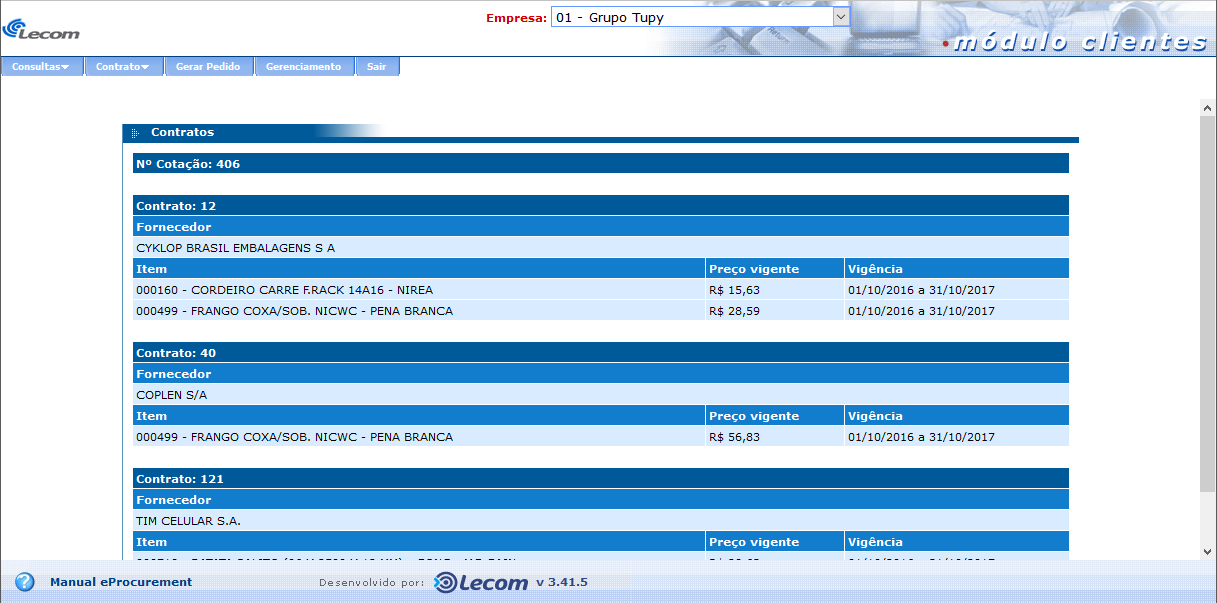 Lecom
Empresa: 01 - Grupo Tupy
módulo clientes
Consultas Contrato Gerar Pedido Gerenciamento Sair
Contratos
Nº Cotação: 406
Contrato: 12
Fornecedor
CYKLOP BRASIL EMBALAGENS S A
Item Preço vigente Vigência
000160 - CORDEIRO CARRE F.RACK 14A16 - NIREA R$ 15,63 01/10/2016 a 31/10/2017
000499 - FRANGO COXA/SOB. NICWC - PENA BRANCA R$ 28,59 01/10/2016 a 31/10/2017
Contrato: 40
Fornecedor
COPLEN S/A
Item Preço vigente Vigência
000499 - FRANGO COXA/SOB. NICWC - PENA BRANCA R$ 56,83 01/10/2016 a 31/10/2017
Contrato: 121
Fornecedor
TIM CELULAR S.A.
Item Preço vigente Vigência
Manual eProcurement Desenvolvido por: Lecom v 3.41.5